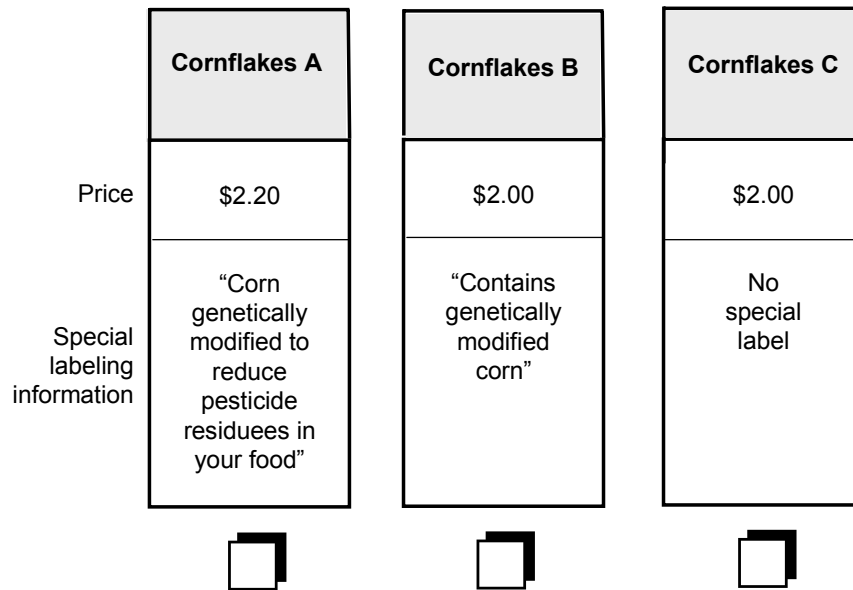 Cornflakes A
Cornflakes B
Cornflakes C
Price
$2.20
$2.00
$2.00
Special
labeling
information
“Corn
genetically
modified to
reduce
pesticide
residuees in
your food”
“Contains
genetically
modified
corn”
No
special
label